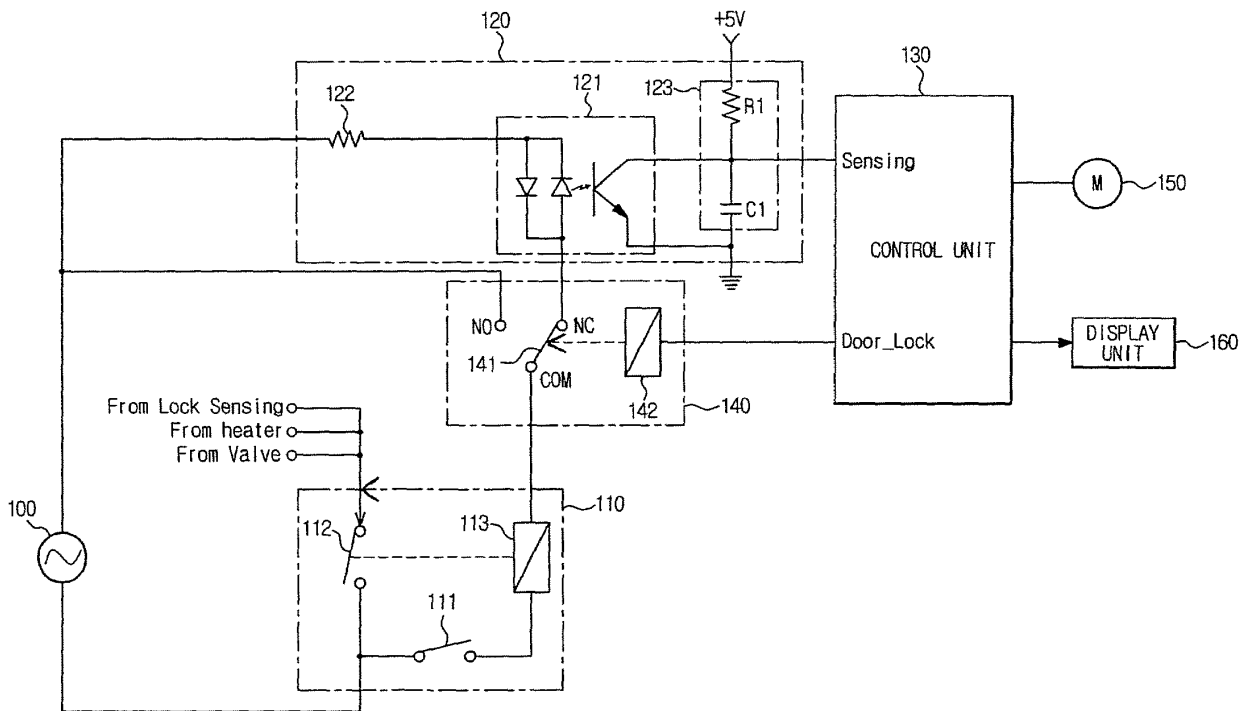 +5V
120
130
121
123
122
R1
Sensing
M
150
C1
CONTROL UNIT
NO
NC
Door_Lock
DISPLAY
UNIT
160
141
COM
142
140
From Lock Sensing
From heater
From Valve
100
110
113
112
111